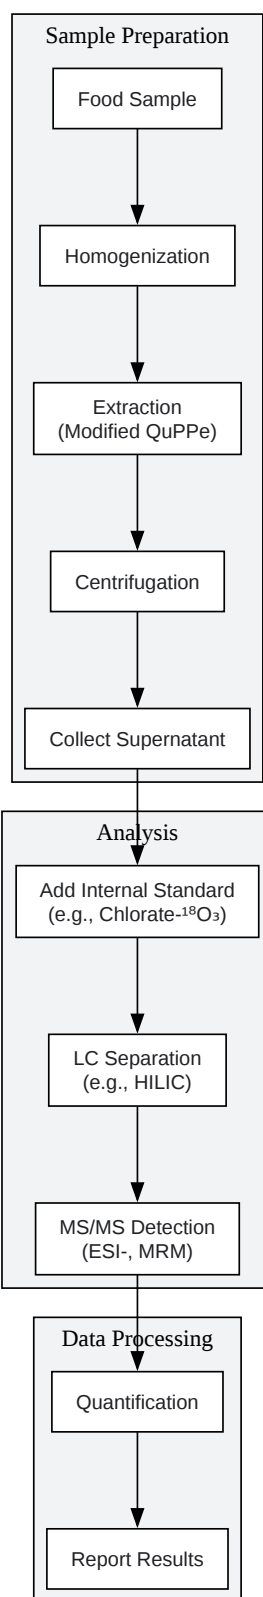 Sample Preparation
Food Sample
Homogenization
Extraction
(Modified QuPPe)
Centrifugation
Collect Supernatant
Analysis
Add Internal Standard
(e.g., Chlorate-¹⁸O₃)
LC Separation
(e.g., HILIC)
MS/MS Detection
(ESI-, MRM)
Data Processing
Quantification
Report Results